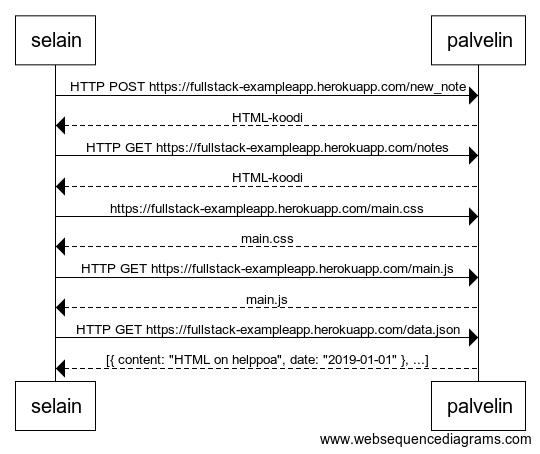 selain palvelin
HTTP POST https://fullstack-exampleapp.herokuapp.com/new_note
HTML-koodi
HTTP GET https://fullstack-exampleapp.herokuapp.com/notes
HTML-koodi
https://fullstack-exampleapp.herokuapp.com/main.css
main.css
HTTP GET https://fullstack-exampleapp.herokuapp.com/main.js
main.js
HTTP GET https://fullstack-exampleapp.herokuapp.com/data.json
[{ content: "HTML on helppoa", date: "2019-01-01" }, ...]
selain palvelin
www.websequencediagrams.com